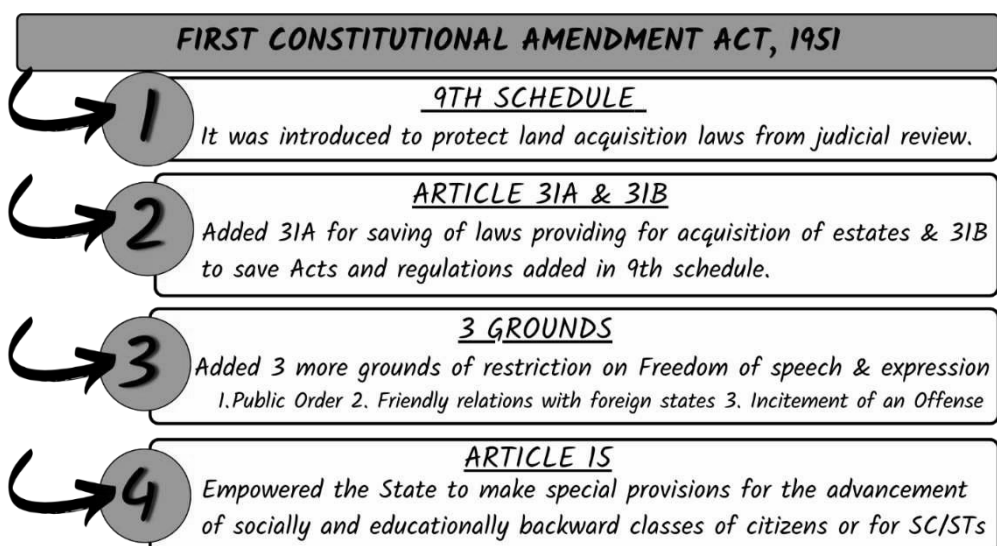 FIRST CONSTITUTIONAL AMENDMENT ACT, 1951
1
9TH SCHEDULE
It was introduced to protect land acquisition laws from judicial review.
2
ARTICLE 31A & 31B
Added 31A for saving of laws providing for acquisition of estates & 31B
to save Acts and regulations added in 9th schedule.
3
3 GROUNDS
Added 3 more grounds of restriction on Freedom of speech & expression
1.Public Order 2. Friendly relations with foreign states 3. Incitement of an Offense
4
ARTICLE 15
Empowered the State to make special provisions for the advancement
of socially and educationally backward classes of citizens or for SC/STs